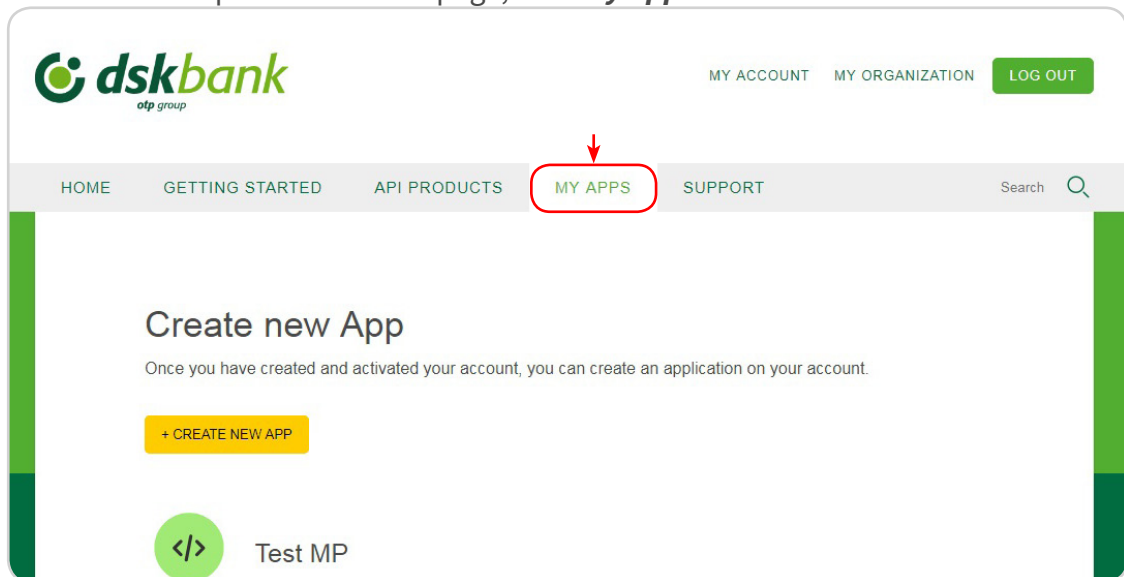 page,
dskbank
otp group
MY ACCOUNT MY ORGANIZATION LOG OUT
HOME GETTING STARTED API PRODUCTS MY APPS SUPPORT Search
Create new App
Once you have created and activated your account, you can create an application on your account.
+ CREATE NEW APP
</> Test MP